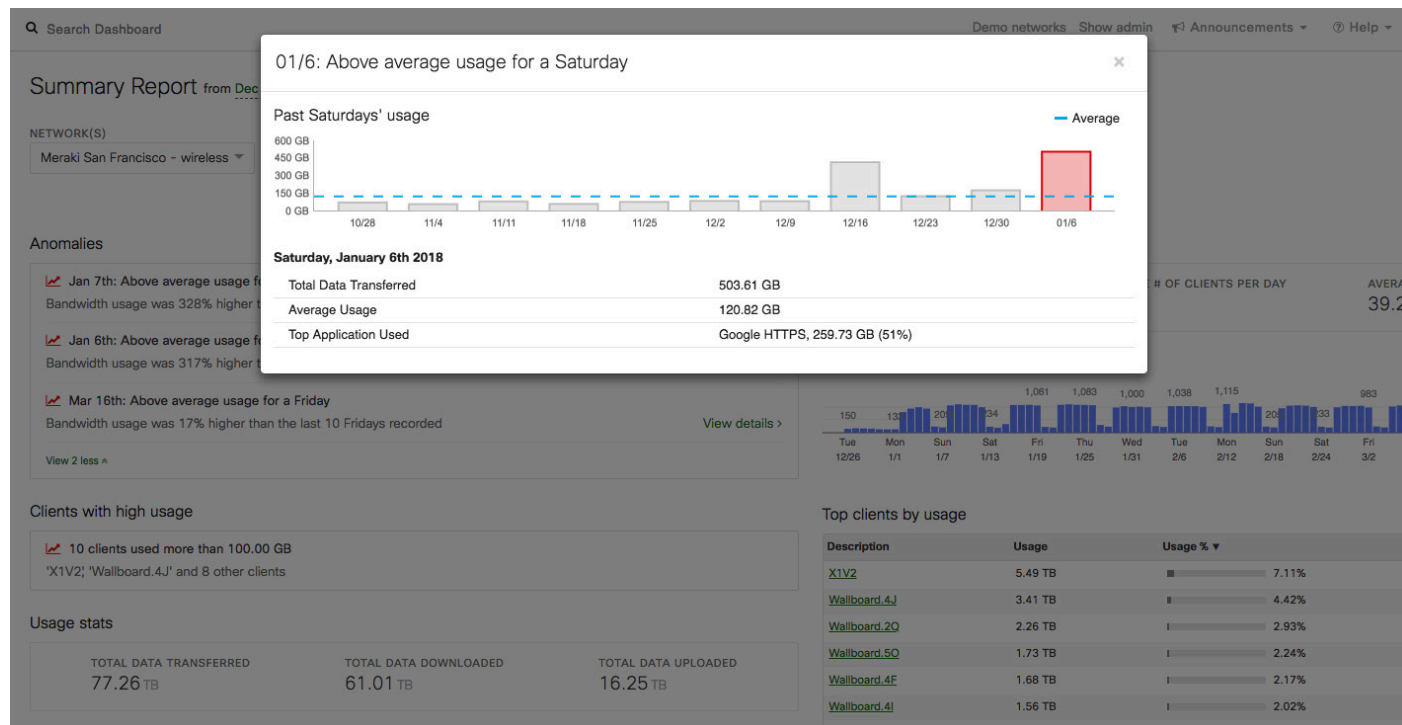 Search Dashboard
Demo networks Show admin Announcements Help
Summary Report from Dec
NETWORK(S)
Meraki San Francisco - wireless
01/6: Above average usage for a Saturday
×
Past Saturdays' usage
Average
600 GB
450 GB
300 GB
150 GB
0 GB
10/28 11/4 11/11 11/18 11/25 12/2 12/9 12/16 12/23 12/30 01/6
Saturday, January 6th 2018
Total Data Transferred 503.61 GB
Average Usage 120.82 GB
Top Application Used Google HTTPS, 259.73 GB (51%)
Anomalies
Jan 7th: Above average usage f
Bandwidth usage was 328% higher t
Jan 6th: Above average usage f
Bandwidth usage was 317% higher t
Mar 16th: Above average usage for a Friday
Bandwidth usage was 17% higher than the last 10 Fridays recorded
View details ›
View 2 less
# OF CLIENTS PER DAY
AVERA
39.2
1,061 1,083 1,000 1,038 1,115 983
150 234 233
Tue Mon Sun Sat Fri Thu Wed Tue Mon Sun Sat Fri
12/26 1/1 1/7 1/13 1/19 1/25 1/31 2/6 2/12 2/18 2/24 3/2
Clients with high usage
10 clients used more than 100.00 GB
'X1V2', 'Wallboard.4J' and 8 other clients
Usage stats
TOTAL DATA TRANSFERRED TOTAL DATA DOWNLOADED TOTAL DATA UPLOADED
77.26 TB 61.01 TB 16.25 TB
Top clients by usage
Description Usage Usage % ▼
X1V2 5.49 TB 7.11%
Wallboard.4J 3.41 TB 4.42%
Wallboard.2O 2.26 TB 2.93%
Wallboard.5O 1.73 TB 2.24%
Wallboard.4F 1.68 TB 2.17%
Wallboard.4I 1.56 TB 2.02%